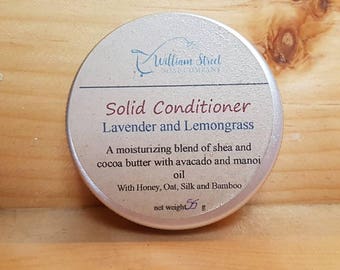 William Street
SOAP COMPANY
Solid Conditioner
Lavender and Lemongrass
A moisturizing blend of shea and
cocoa butter with avacado and manoi
oil
With Honey, Oat, Silk and Bamboo
net weight 55 g